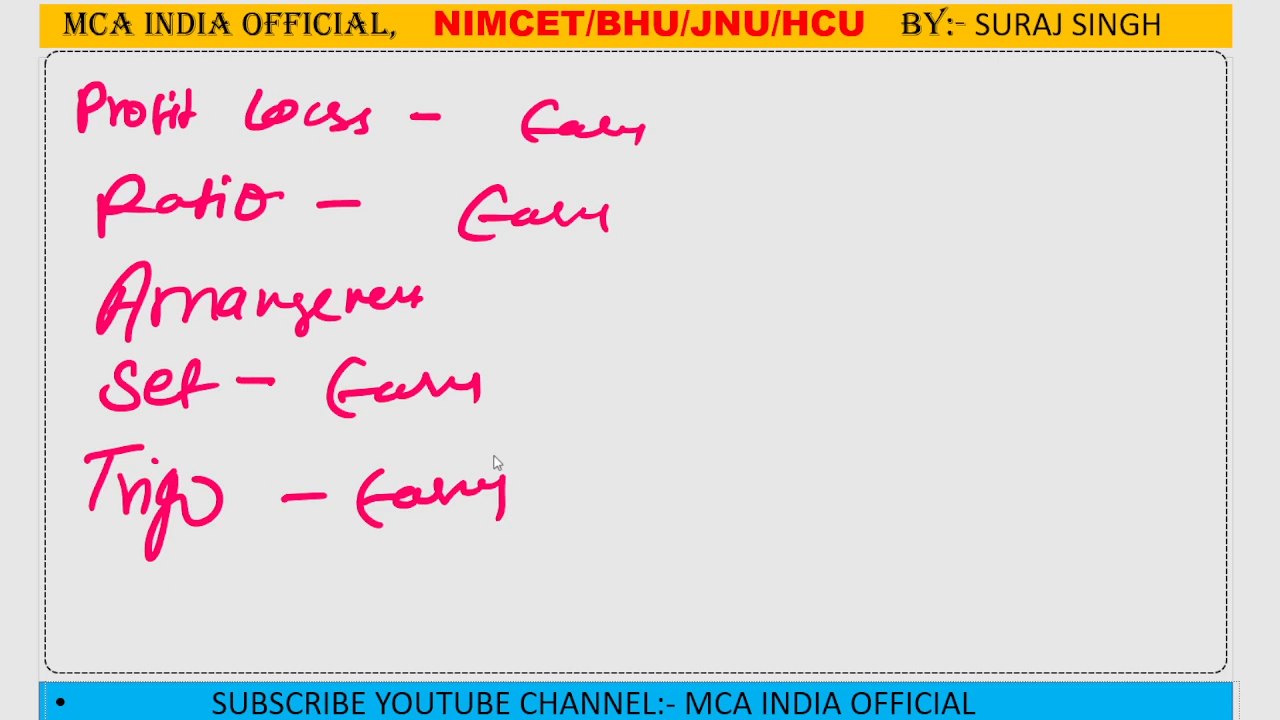 MCA INDIA OFFICIAL, NIMCET/BHU/JNU/HCU BY:- SURAJ SINGH
Profit Loss - Easy
Ratio - Easy
Arrangement
Set - Easy
Trigo - Easy
• SUBSCRIBE YOUTUBE CHANNEL:- MCA INDIA OFFICIAL